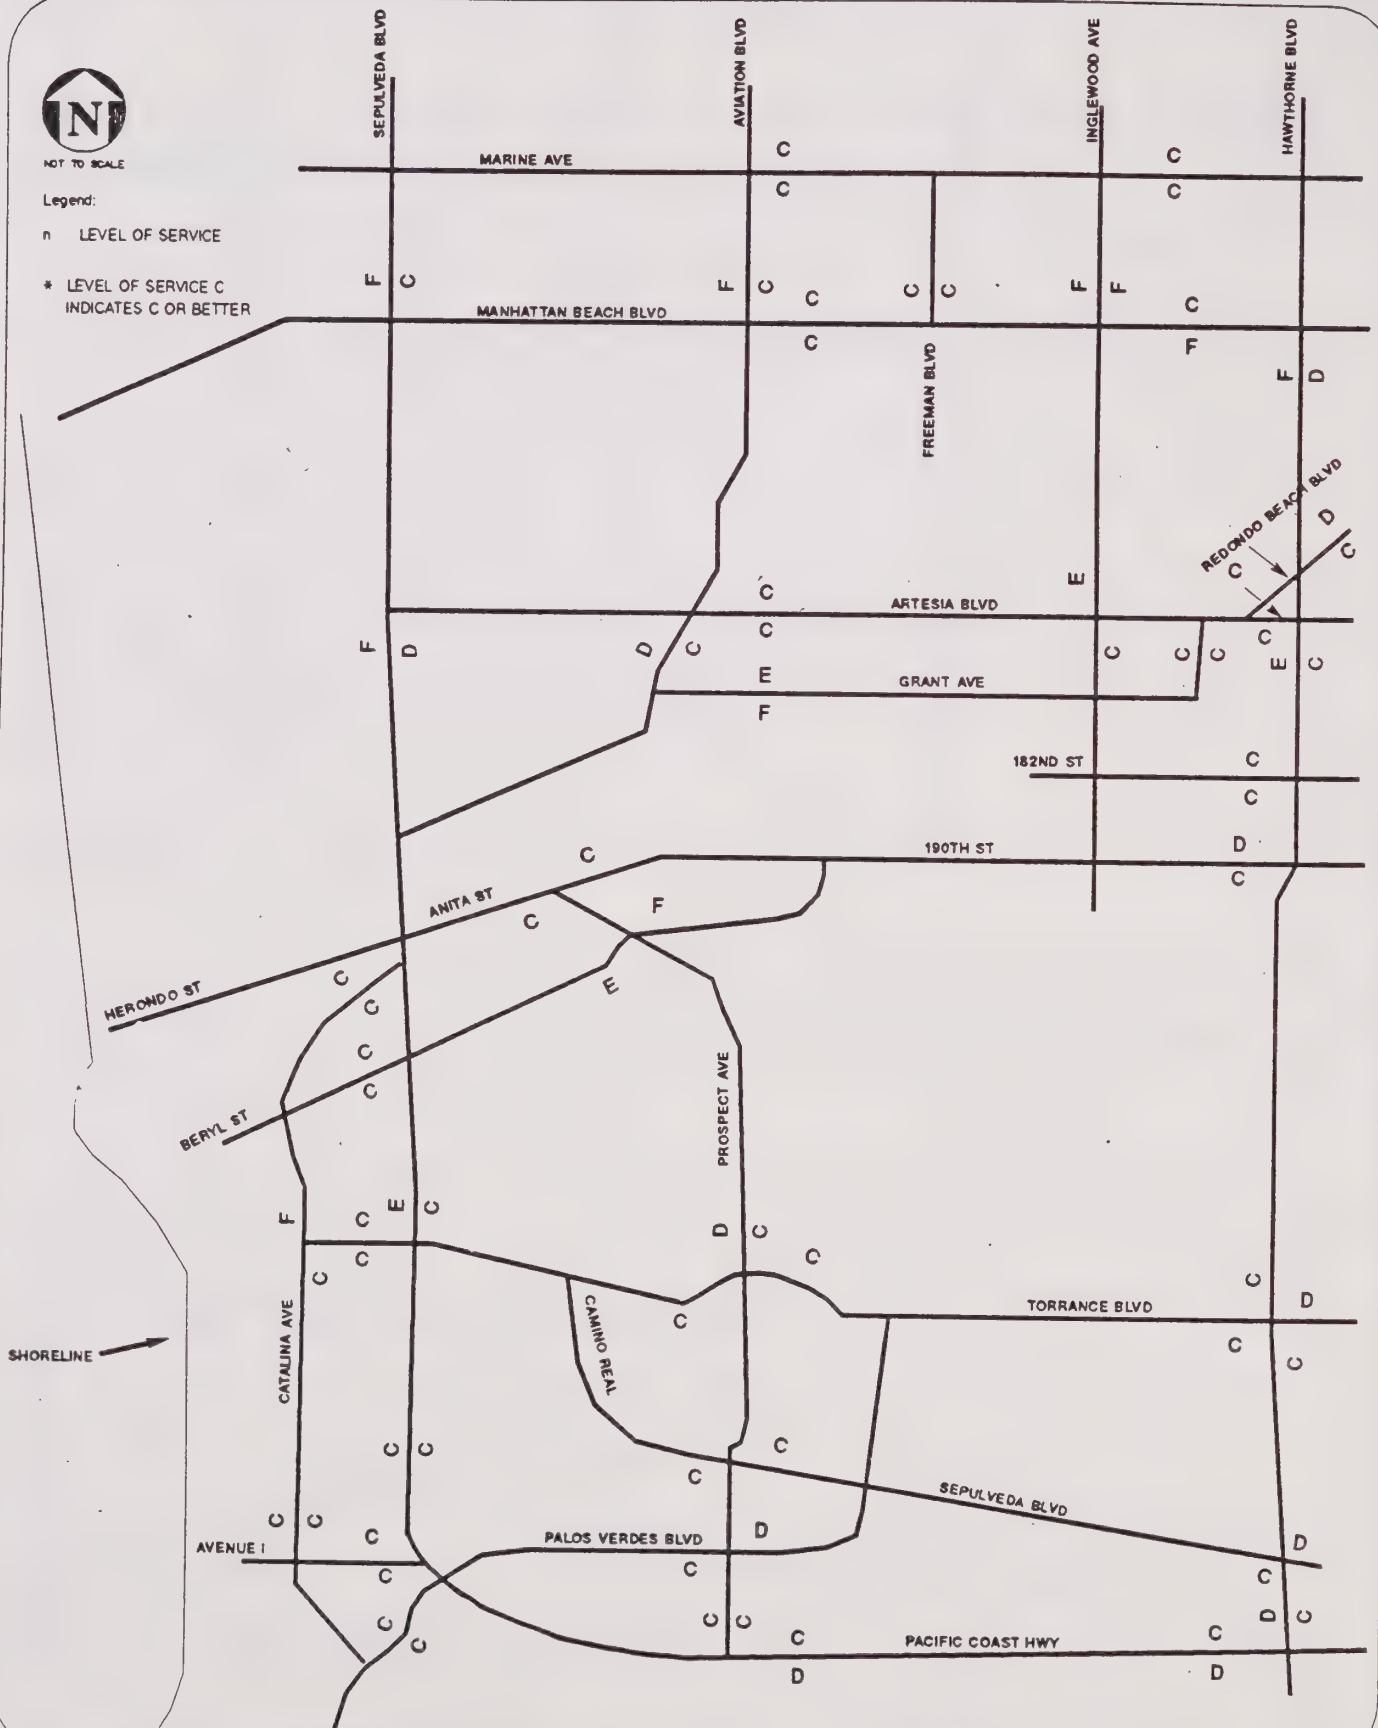 SEPULVEDA BLVD
AVIATION BLVD
INGLEWOOD AVE
HAWTHORNE BLVD
N
NOT TO SCALE
Legend:
n LEVEL OF SERVICE
* LEVEL OF SERVICE C
INDICATES C OR BETTER
MARINE AVE
C
C
C
C
F
C
F
C
C
C
C
F
F
C
MANHATTAN BEACH BLVD
C
F
FREEMAN BLVD
F
D
REDONDO BEACH BLVD
D
C
C
E
C
ARTESIA BLVD
C
C
F
D
D
C
C
C
C
E
C
E
GRANT AVE
F
182ND ST
C
C
C
190TH ST
D
C
ANITA ST
F
C
HERONDO ST
C
E
C
C
C
BERYL ST
PROSPECT AVE
F
C
E
C
D
C
C
C
C
C
D
TORRANCE BLVD
C
C
C
CAMINO REAL
CATALINA AVE
SHORELINE
C
C
C
C
SEPULVEDA BLVD
C
C
C
D
D
AVENUE I
PALOS VERDES BLVD
C
C
C
D
C
C
C
C
C
C
PACIFIC COAST HWY
C
D
D